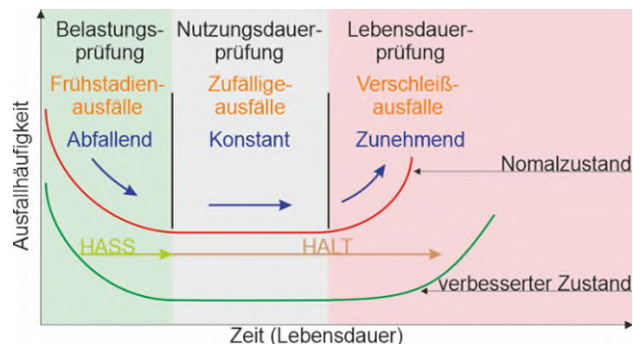 Belastungs-
prüfung
Nutzungsdauer-
prüfung
Lebensdauer-
prüfung
Frühstadien-
ausfälle
Zufällige-
ausfälle
Verschleiß-
ausfälle
Abfallend
Konstant
Zunehmend
Nomalzustand
HASS
HALT
verbesserter Zustand
Ausfallhäufigkeit
Zeit (Lebensdauer)